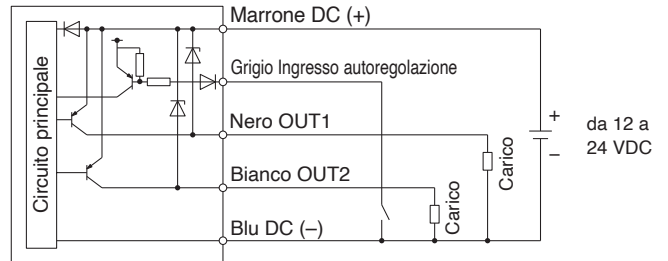 Marrone DC (+)
Grigio Ingresso autoregolazione
Nero OUT1
Bianco OUT2
Blu DC (–)
Circuito principale
Carico
Carico
+
–
da 12 a
24 VDC